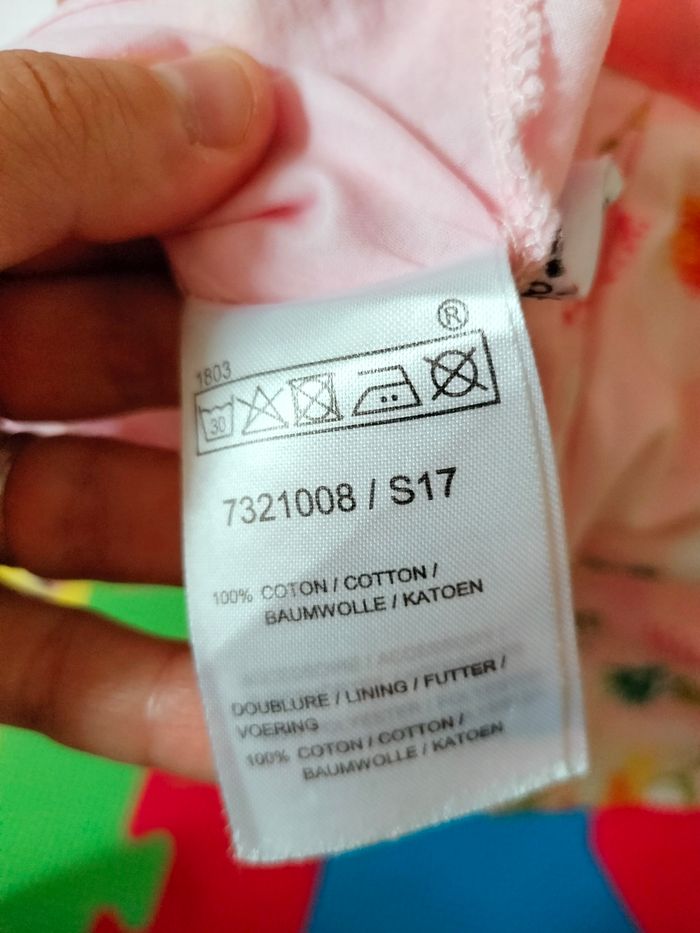 ®
1803
30
7321008 / S17
100% COTON / COTTON /
BAUMWOLLE / KATOEN
DOUBLURE / LINING / FUTTER /
VOERING
100% COTON / COTTON /
BAUMWOLLE / KATOEN